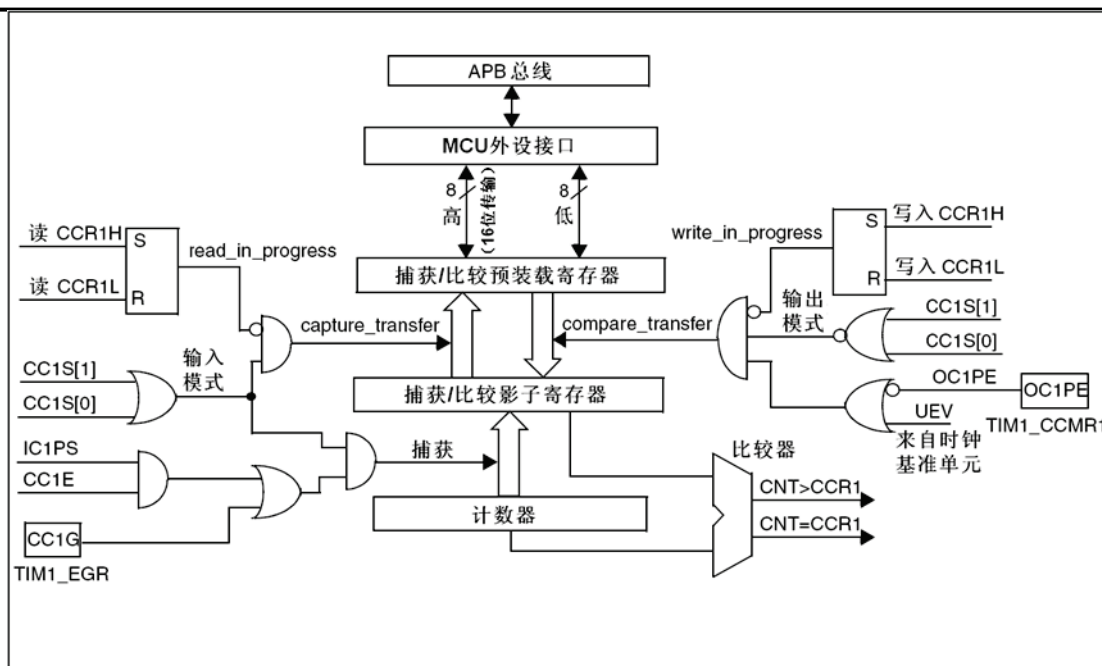 APB 总线
MCU外设接口
8
高
(16位传输)
8
低
读 CCR1H
S
read_in_progress
读 CCR1L
R
write_in_progress
S
写入 CCR1H
R
写入 CCR1L
捕获/比较预装载寄存器
capture_transfer
compare_transfer
输出
模式
CC1S[1]
CC1S[0]
输入
模式
CC1S[1]
CC1S[0]
捕获/比较影子寄存器
OC1PE
OC1PE
UEV
TIM1_CCMR1
来自时钟
基准单元
IC1PS
CC1E
捕获
比较器
CNT>CCR1
计数器
CNT=CCR1
CC1G
TIM1_EGR